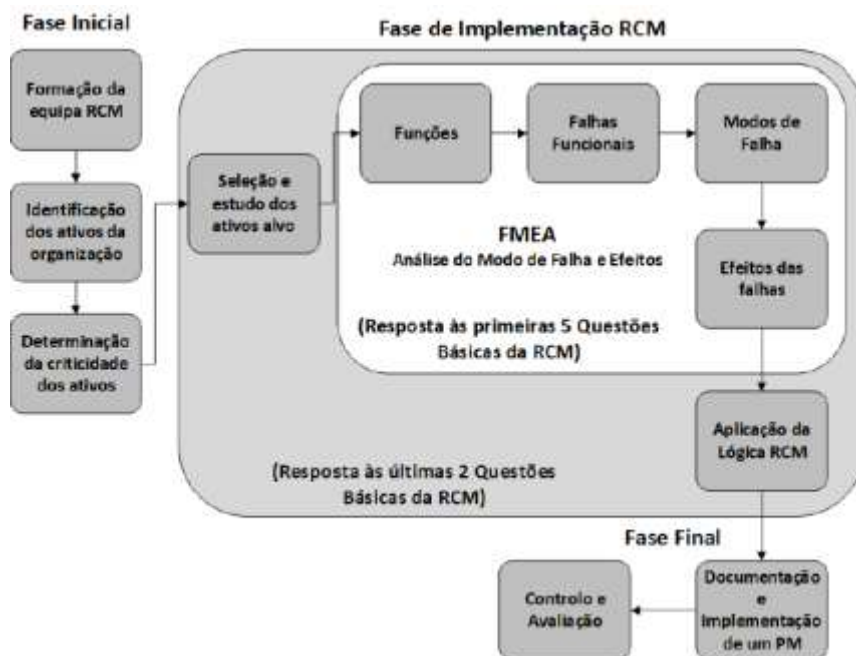 Fase Inicial
Formação da
equipa RCM
Identificação
dos ativos da
organização
Determinação
da criticidade
dos ativos
Fase de Implementação RCM
Seleção e
estudo dos
ativos alvo
Funções
Falhas
Funcionais
Modos de
Falha
FMEA
Análise do Modo de Falha e Efeitos
Efeitos das
falhas
(Resposta às primeiras 5 Questões
Básicas da RCM)
Aplicação da
Lógica RCM
(Resposta às últimas 2 Questões
Básicas da RCM)
Fase Final
Documentação
e
Implementação
de um PM
Controlo e
Avaliação